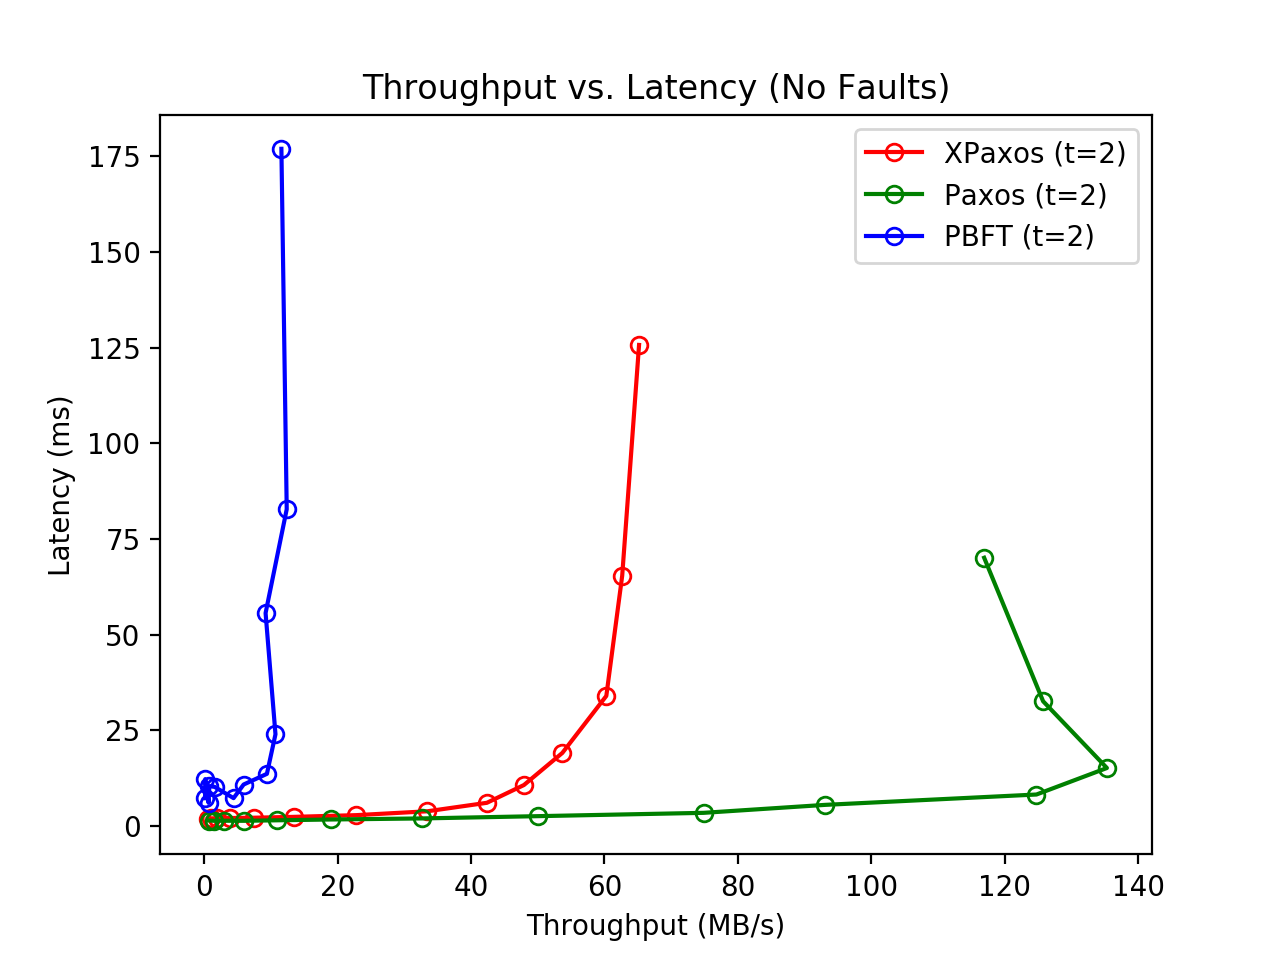 Throughput vs. Latency (No Faults)
XPaxos (t=2)
Paxos (t=2)
PBFT (t=2)
175
150
125
100
75
50
25
0
Latency (ms)
0 20 40 60 80 100 120 140
Throughput (MB/s)